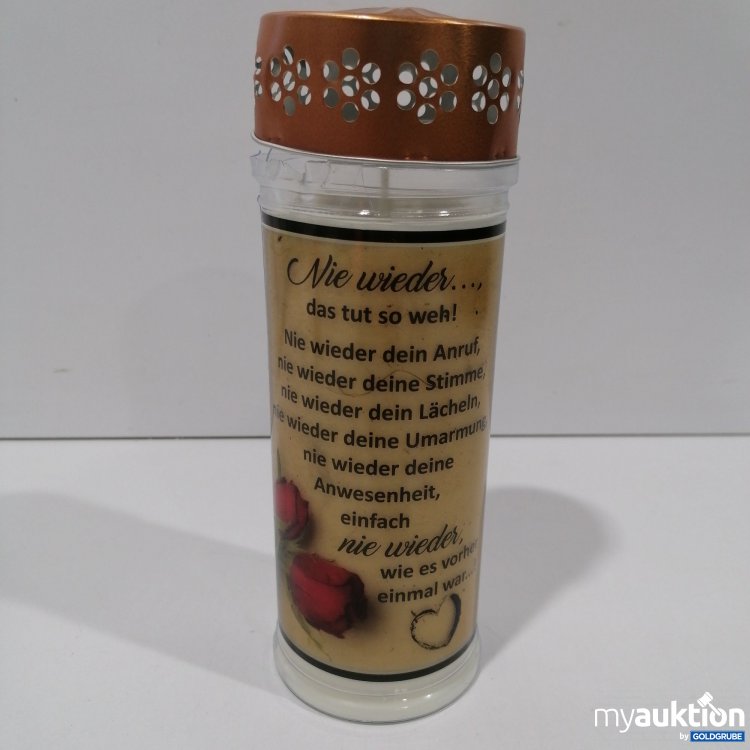 Nie wieder...,
das tut so weh!
Nie wieder dein Anruf,
nie wieder deine Stimme,
nie wieder dein Lächeln,
nie wieder deine Umarmung,
nie wieder deine
Anwesenheit,
einfach
nie wieder,
wie es vorher
einmal war...
myauktion
by GOLDGRUBE